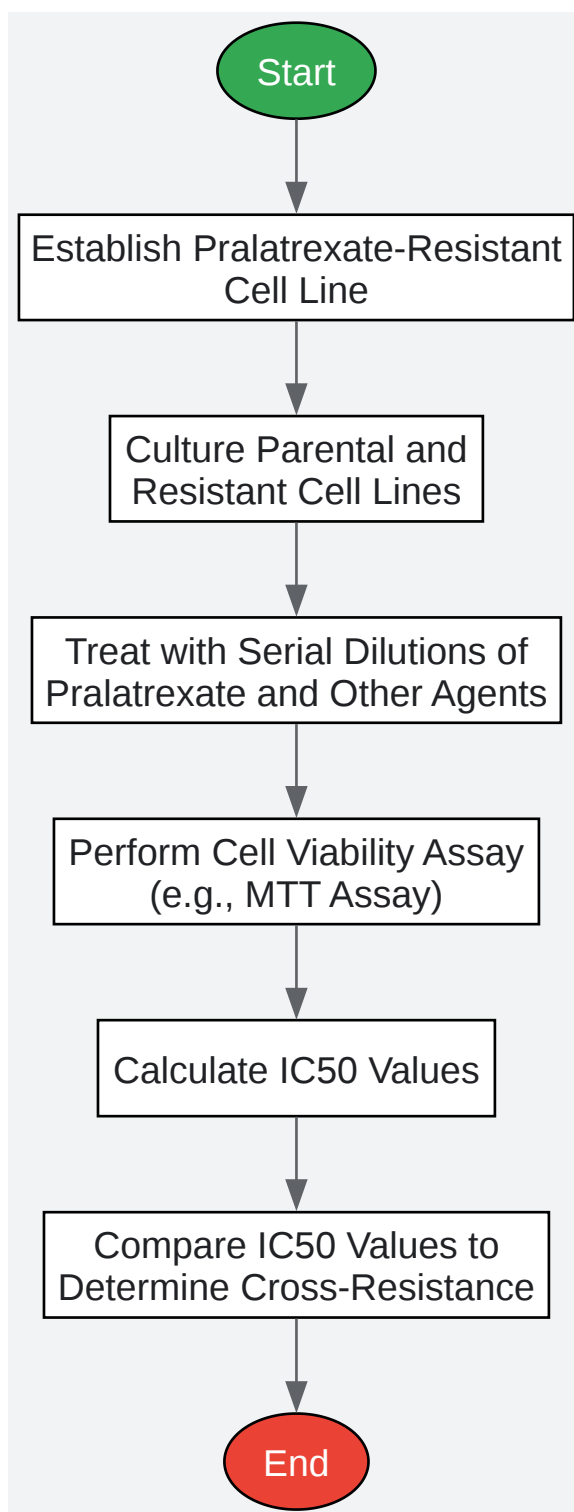 Start
Establish Pralatrexate-Resistant
Cell Line
Culture Parental and
Resistant Cell Lines
Treat with Serial Dilutions of
Pralatrexate and Other Agents
Perform Cell Viability Assay
(e.g., MTT Assay)
Calculate IC50 Values
Compare IC50 Values to
Determine Cross-Resistance
End